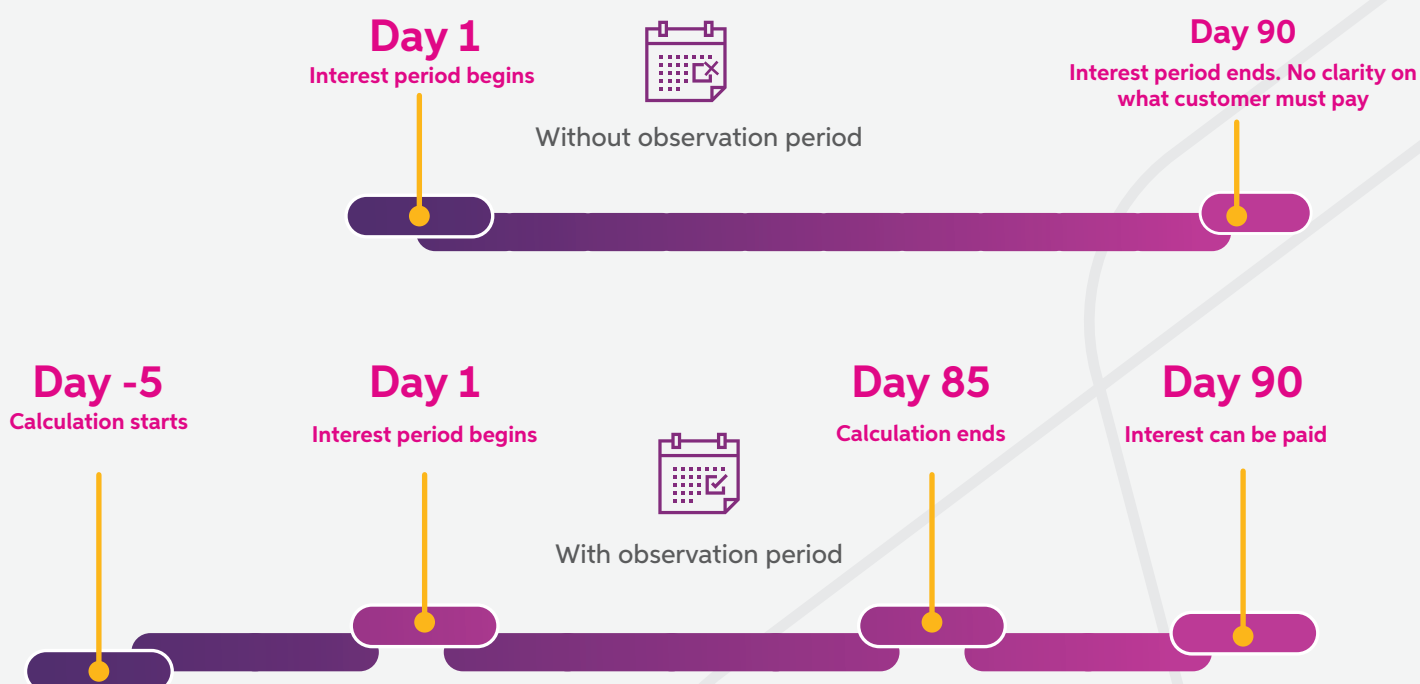 Day 1
Interest period begins
Without observation period
Day 90
Interest period ends. No clarity on
what customer must pay
Day -5
Calculation starts
Day 1
Interest period begins
With observation period
Day 85
Calculation ends
Day 90
Interest can be paid